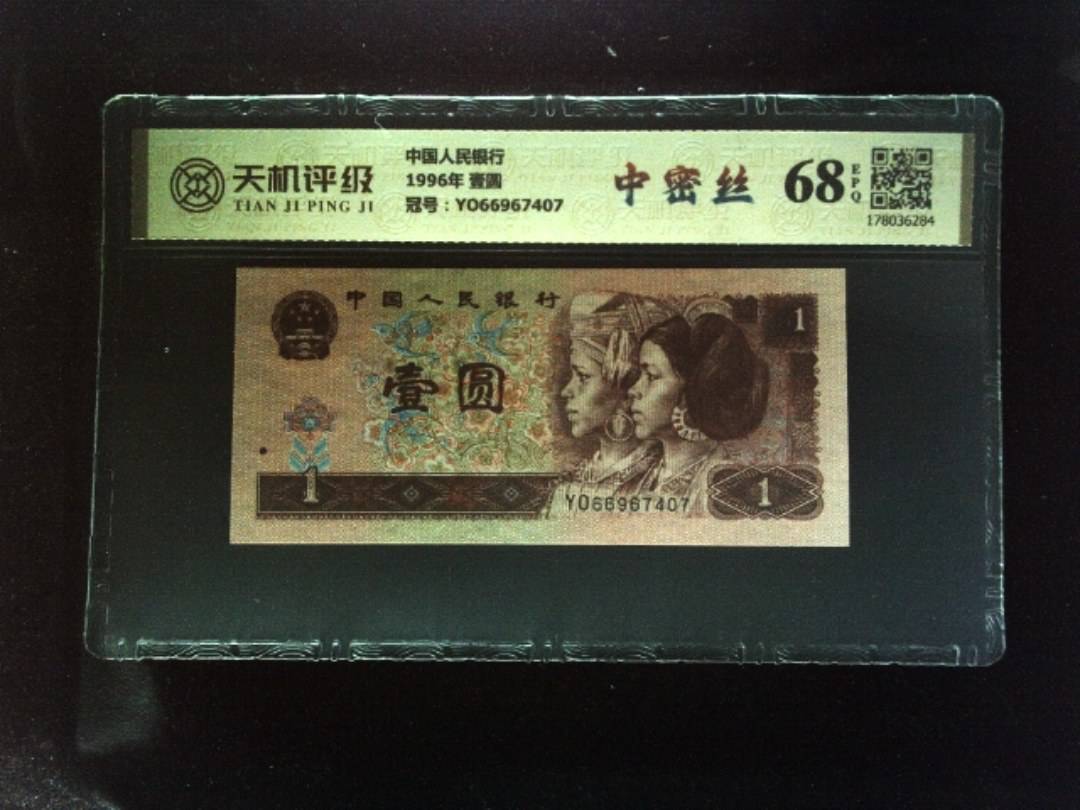 天机评级
TIAN JI PING JI
中国人民银行
1996年 壹圆
冠号：YO66967407
中密丝
68
EPQ
178036284
中国人民银行
1
壹圆
1
YO66967407
1